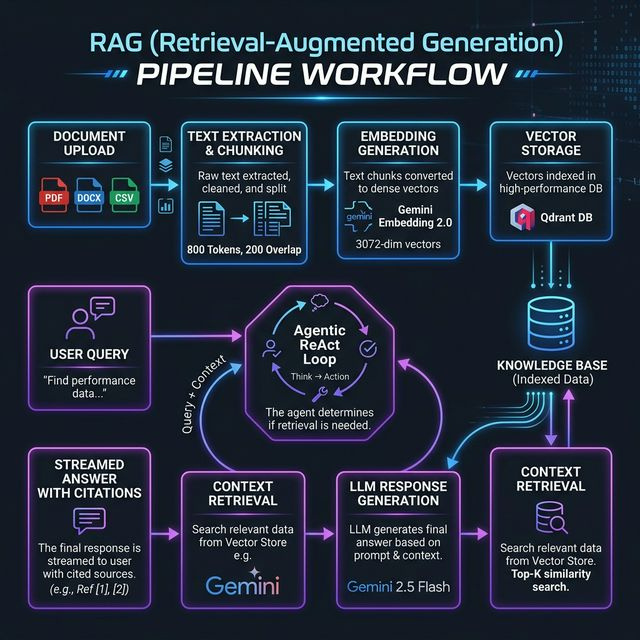 RAG (Retrieval-Augmented Generation)
PIPELINE WORKFLOW
DOCUMENT
UPLOAD
PDF
DOCX
CSV
TEXT EXTRACTION
& CHUNKING
Raw text extracted,
cleaned, and split
800 Tokens, 200 Overlap
EMBEDDING
GENERATION
Text chunks converted
to dense vectors
gemini
Gemini
Embedding 2.0
3072-dim vectors
VECTOR
STORAGE
Vectors indexed in
high-performance DB
Qdrant DB
USER QUERY
"Find performance
data..."
Query + Context
Agentic
ReAct
Loop
Think → Action
The agent determines
if retrieval is needed.
KNOWLEDGE BASE
(Indexed Data)
STREAMED
ANSWER
WITH CITATIONS
The final response is
streamed to user
with cited sources.
(e.g., Ref [1], [2])
CONTEXT
RETRIEVAL
Search relevant data
from Vector Store
e.g.
Gemini
LLM RESPONSE
GENERATION
LLM generates final
answer based on
prompt & context.
Gemini 2.5 Flash
CONTEXT
RETRIEVAL
Search relevant data
from Vector Store.
Top-K similarity
search.